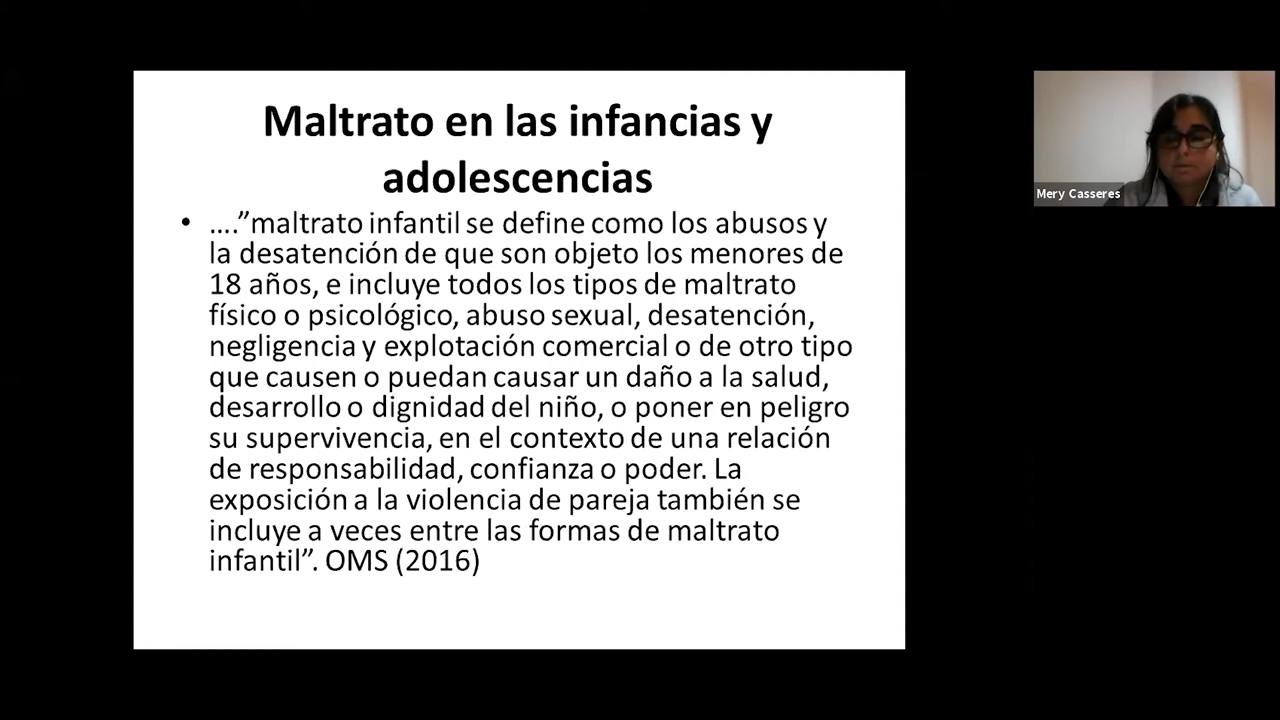 Maltrato en las infancias y
adolescencias
• ….”maltrato infantil se define como los abusos y
la desatención de que son objeto los menores de
18 años, e incluye todos los tipos de maltrato
físico o psicológico, abuso sexual, desatención,
negligencia y explotación comercial o de otro tipo
que causen o puedan causar un daño a la salud,
desarrollo o dignidad del niño, o poner en peligro
su supervivencia, en el contexto de una relación
de responsabilidad, confianza o poder. La
exposición a la violencia de pareja también se
incluye a veces entre las formas de maltrato
infantil”. OMS (2016)
Mery Casseres